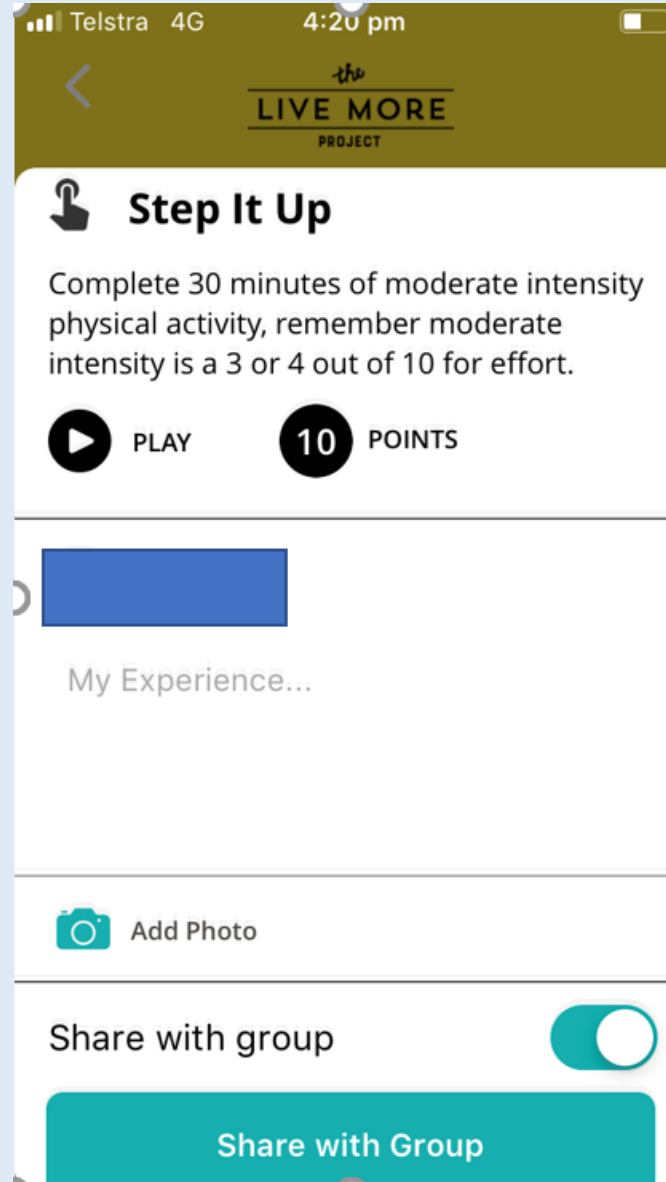 Telstra 4G 4:20 pm
the
LIVE MORE
PROJECT
Step It Up
Complete 30 minutes of moderate intensity
physical activity, remember moderate
intensity is a 3 or 4 out of 10 for effort.
PLAY 10 POINTS
My Experience...
Add Photo
Share with group
Share with Group